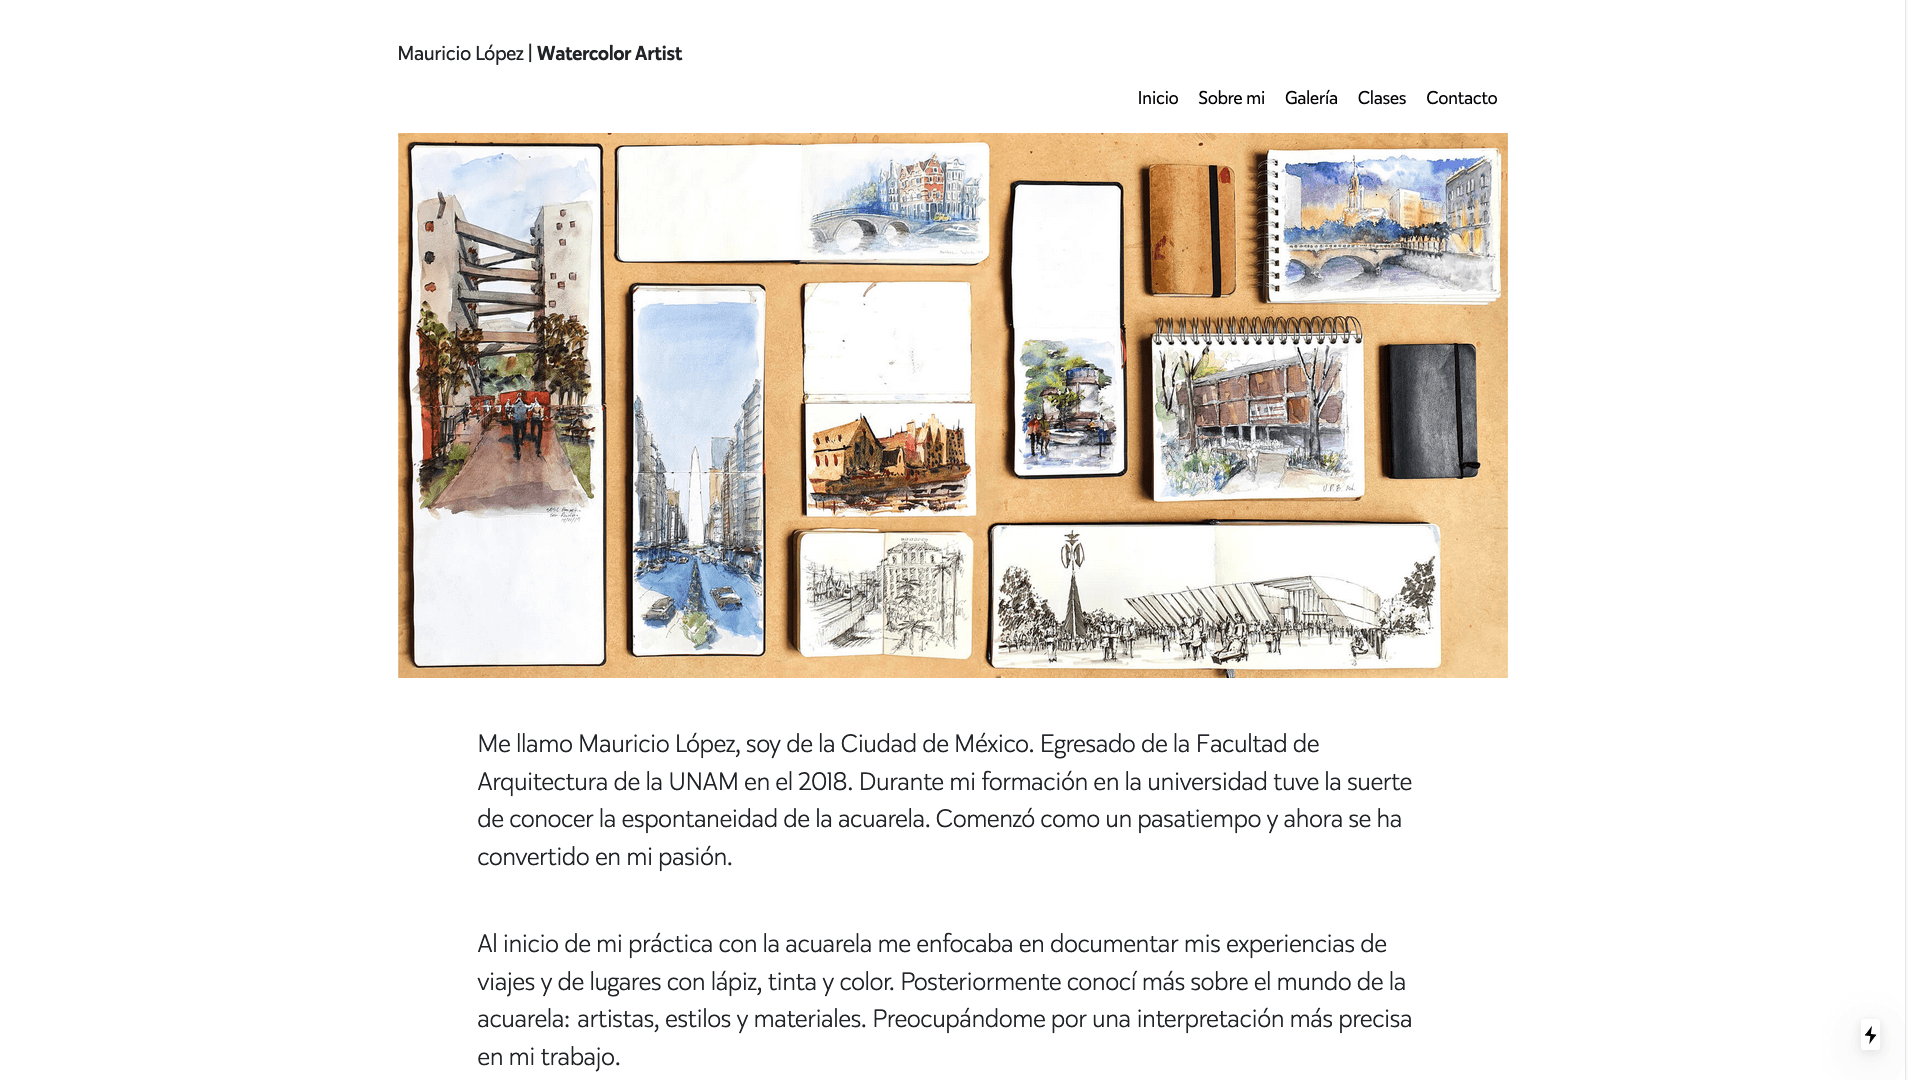 Mauricio López | Watercolor Artist
Inicio Sobre mi Galería Clases Contacto
Me llamo Mauricio López, soy de la Ciudad de México. Egresado de la Facultad de
Arquitectura de la UNAM en el 2018. Durante mi formación en la universidad tuve la suerte
de conocer la espontaneidad de la acuarela. Comenzó como un pasatiempo y ahora se ha
convertido en mi pasión.
Al inicio de mi práctica con la acuarela me enfocaba en documentar mis experiencias de
viajes y de lugares con lápiz, tinta y color. Posteriormente conocí más sobre el mundo de la
acuarela: artistas, estilos y materiales. Preocupándome por una interpretación más precisa
en mi trabajo.